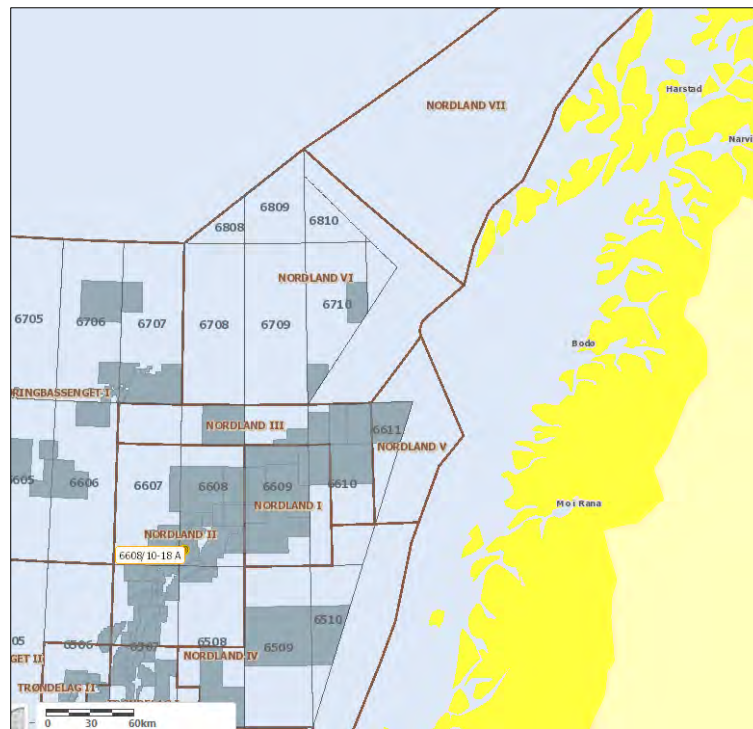 NORDLAND VII
Harstad
Narvi
6809
6808
6810
NORDLAND VI
6705
6706
6707
6708
6709
6710
Bodø
ORINGBASSENGET I
NORDLAND III
6611
NORDLAND V
605
6606
6607
6608
6609
6610
NORDLAND I
Mo i Rana
NORDLAND II
6608/10-18 A
6510
05
6506
6507
6508
6509
GET II
NORDLAND IV
TRØNDELAG II
0 30 60km